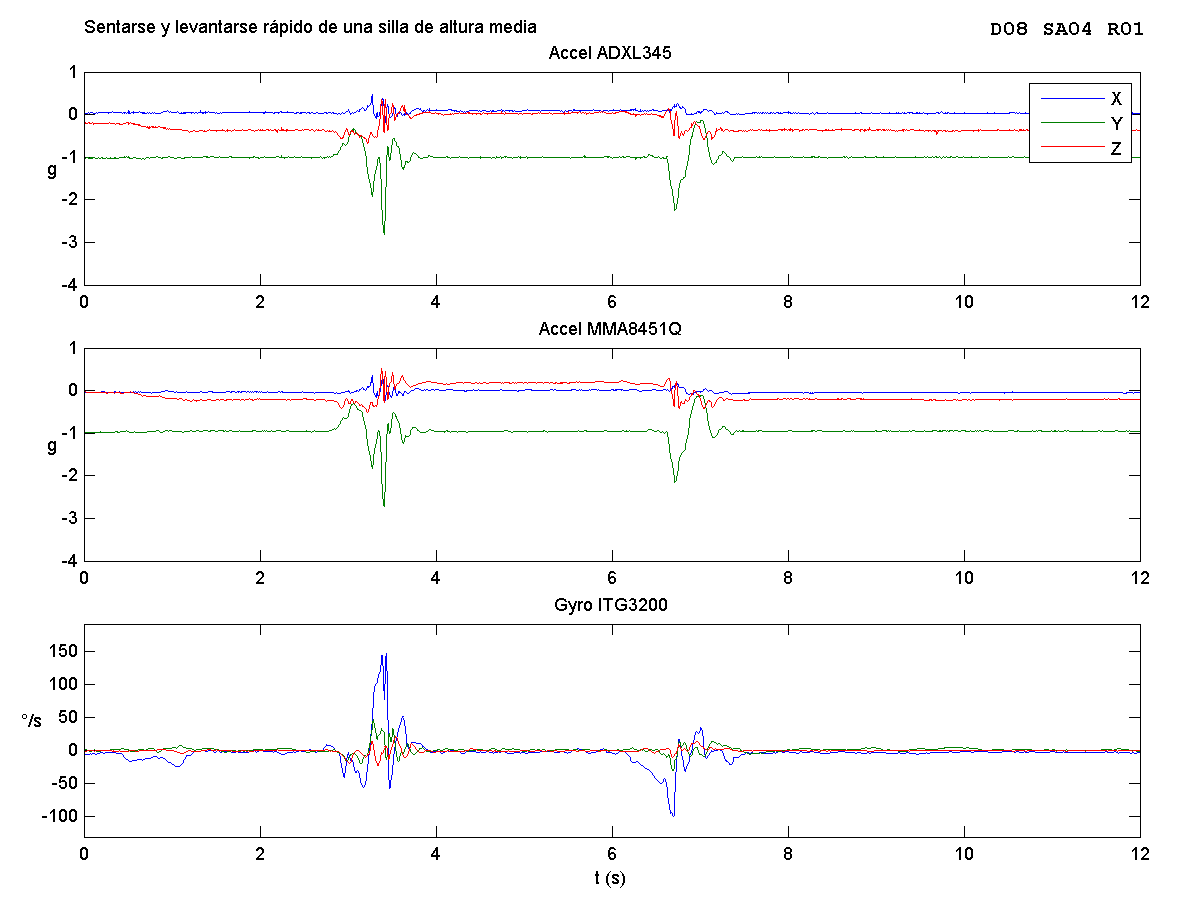 Sentarse y levantarse rápido de una silla de altura media
D08 SA04 R01
Accel ADXL345
1
0
-1
-2
-3
-4
g
X
Y
Z
0 2 4 6 8 10 12
Accel MMA8451Q
1
0
-1
-2
-3
-4
g
0 2 4 6 8 10 12
Gyro ITG3200
150
100
50
0
-50
-100
°/s
0 2 4 6 8 10 12
t (s)